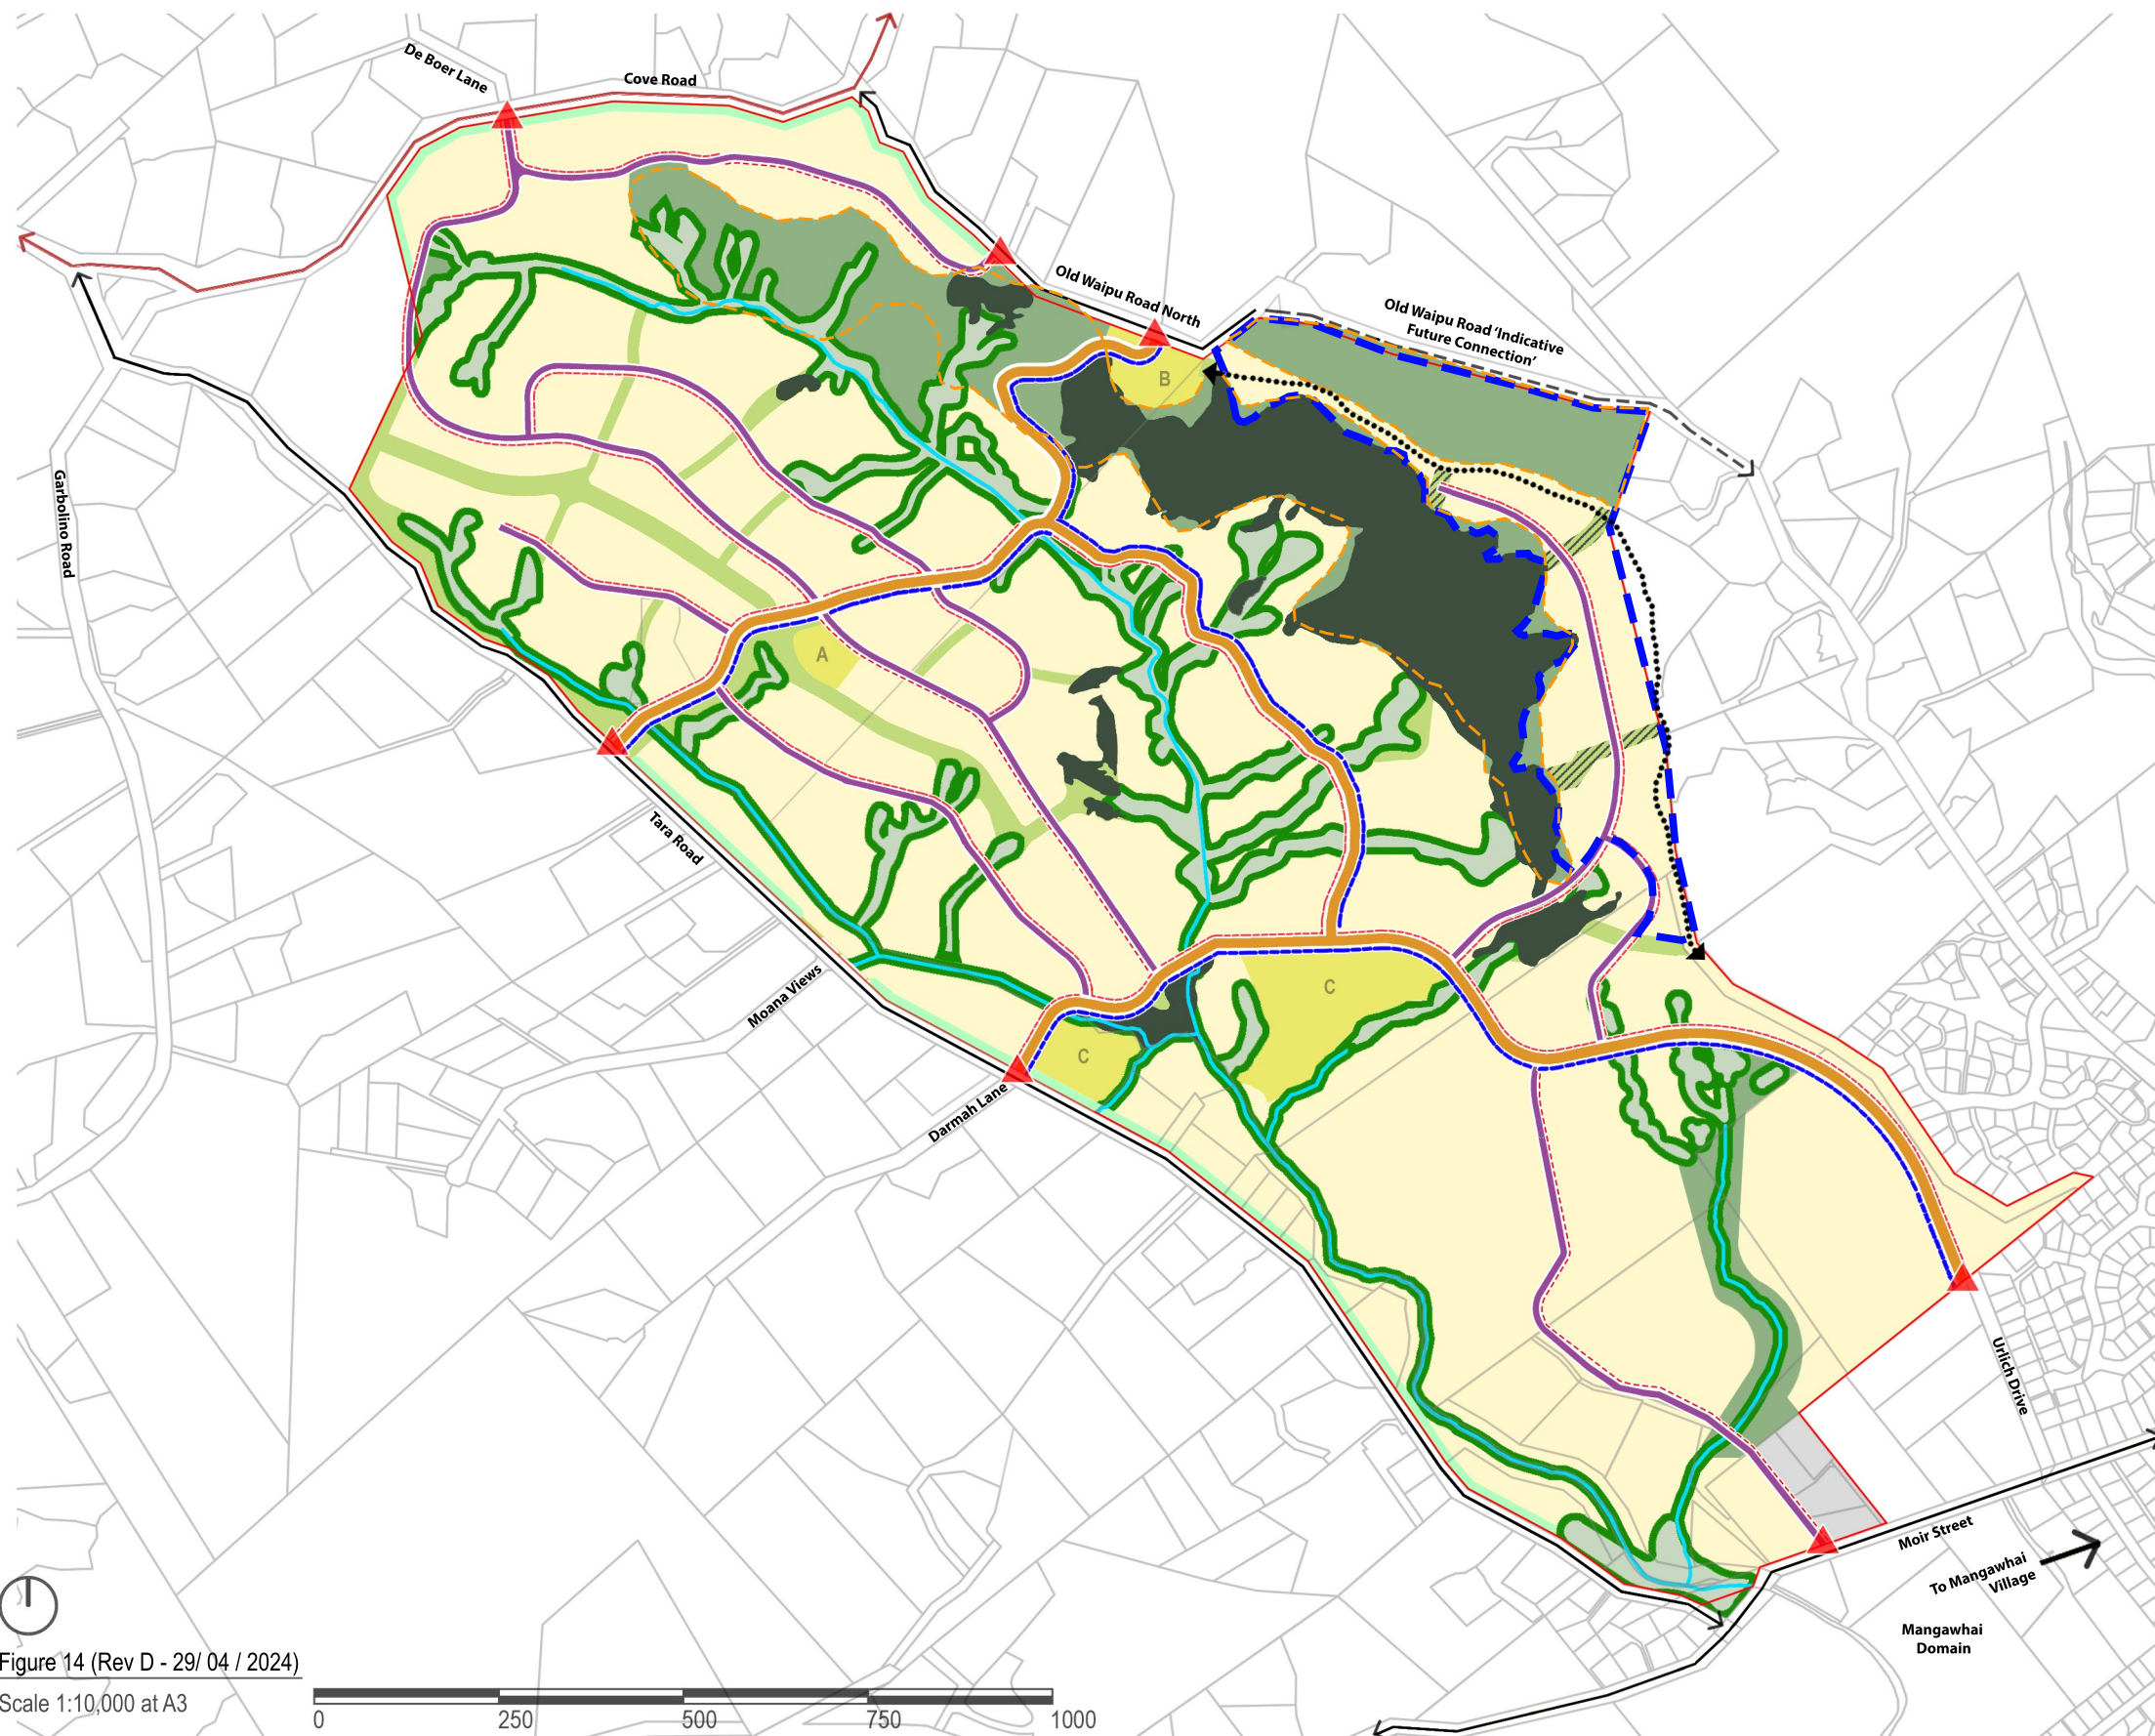 De Boer Lane
Cove Road
Old Waipu Road North
Old Waipu Road 'Indicative
Future Connection'
B
Garbolino Road
A
Tara Road
C
Moana Views
C
Darmah Lane
Urlich Drive
Moir Street
To Mangawhai
Village
Mangawhai
Domain
Figure 14 (Rev D - 29/ 04 / 2024)
Scale 1:10,000 at A3
0 250 500 750 1000